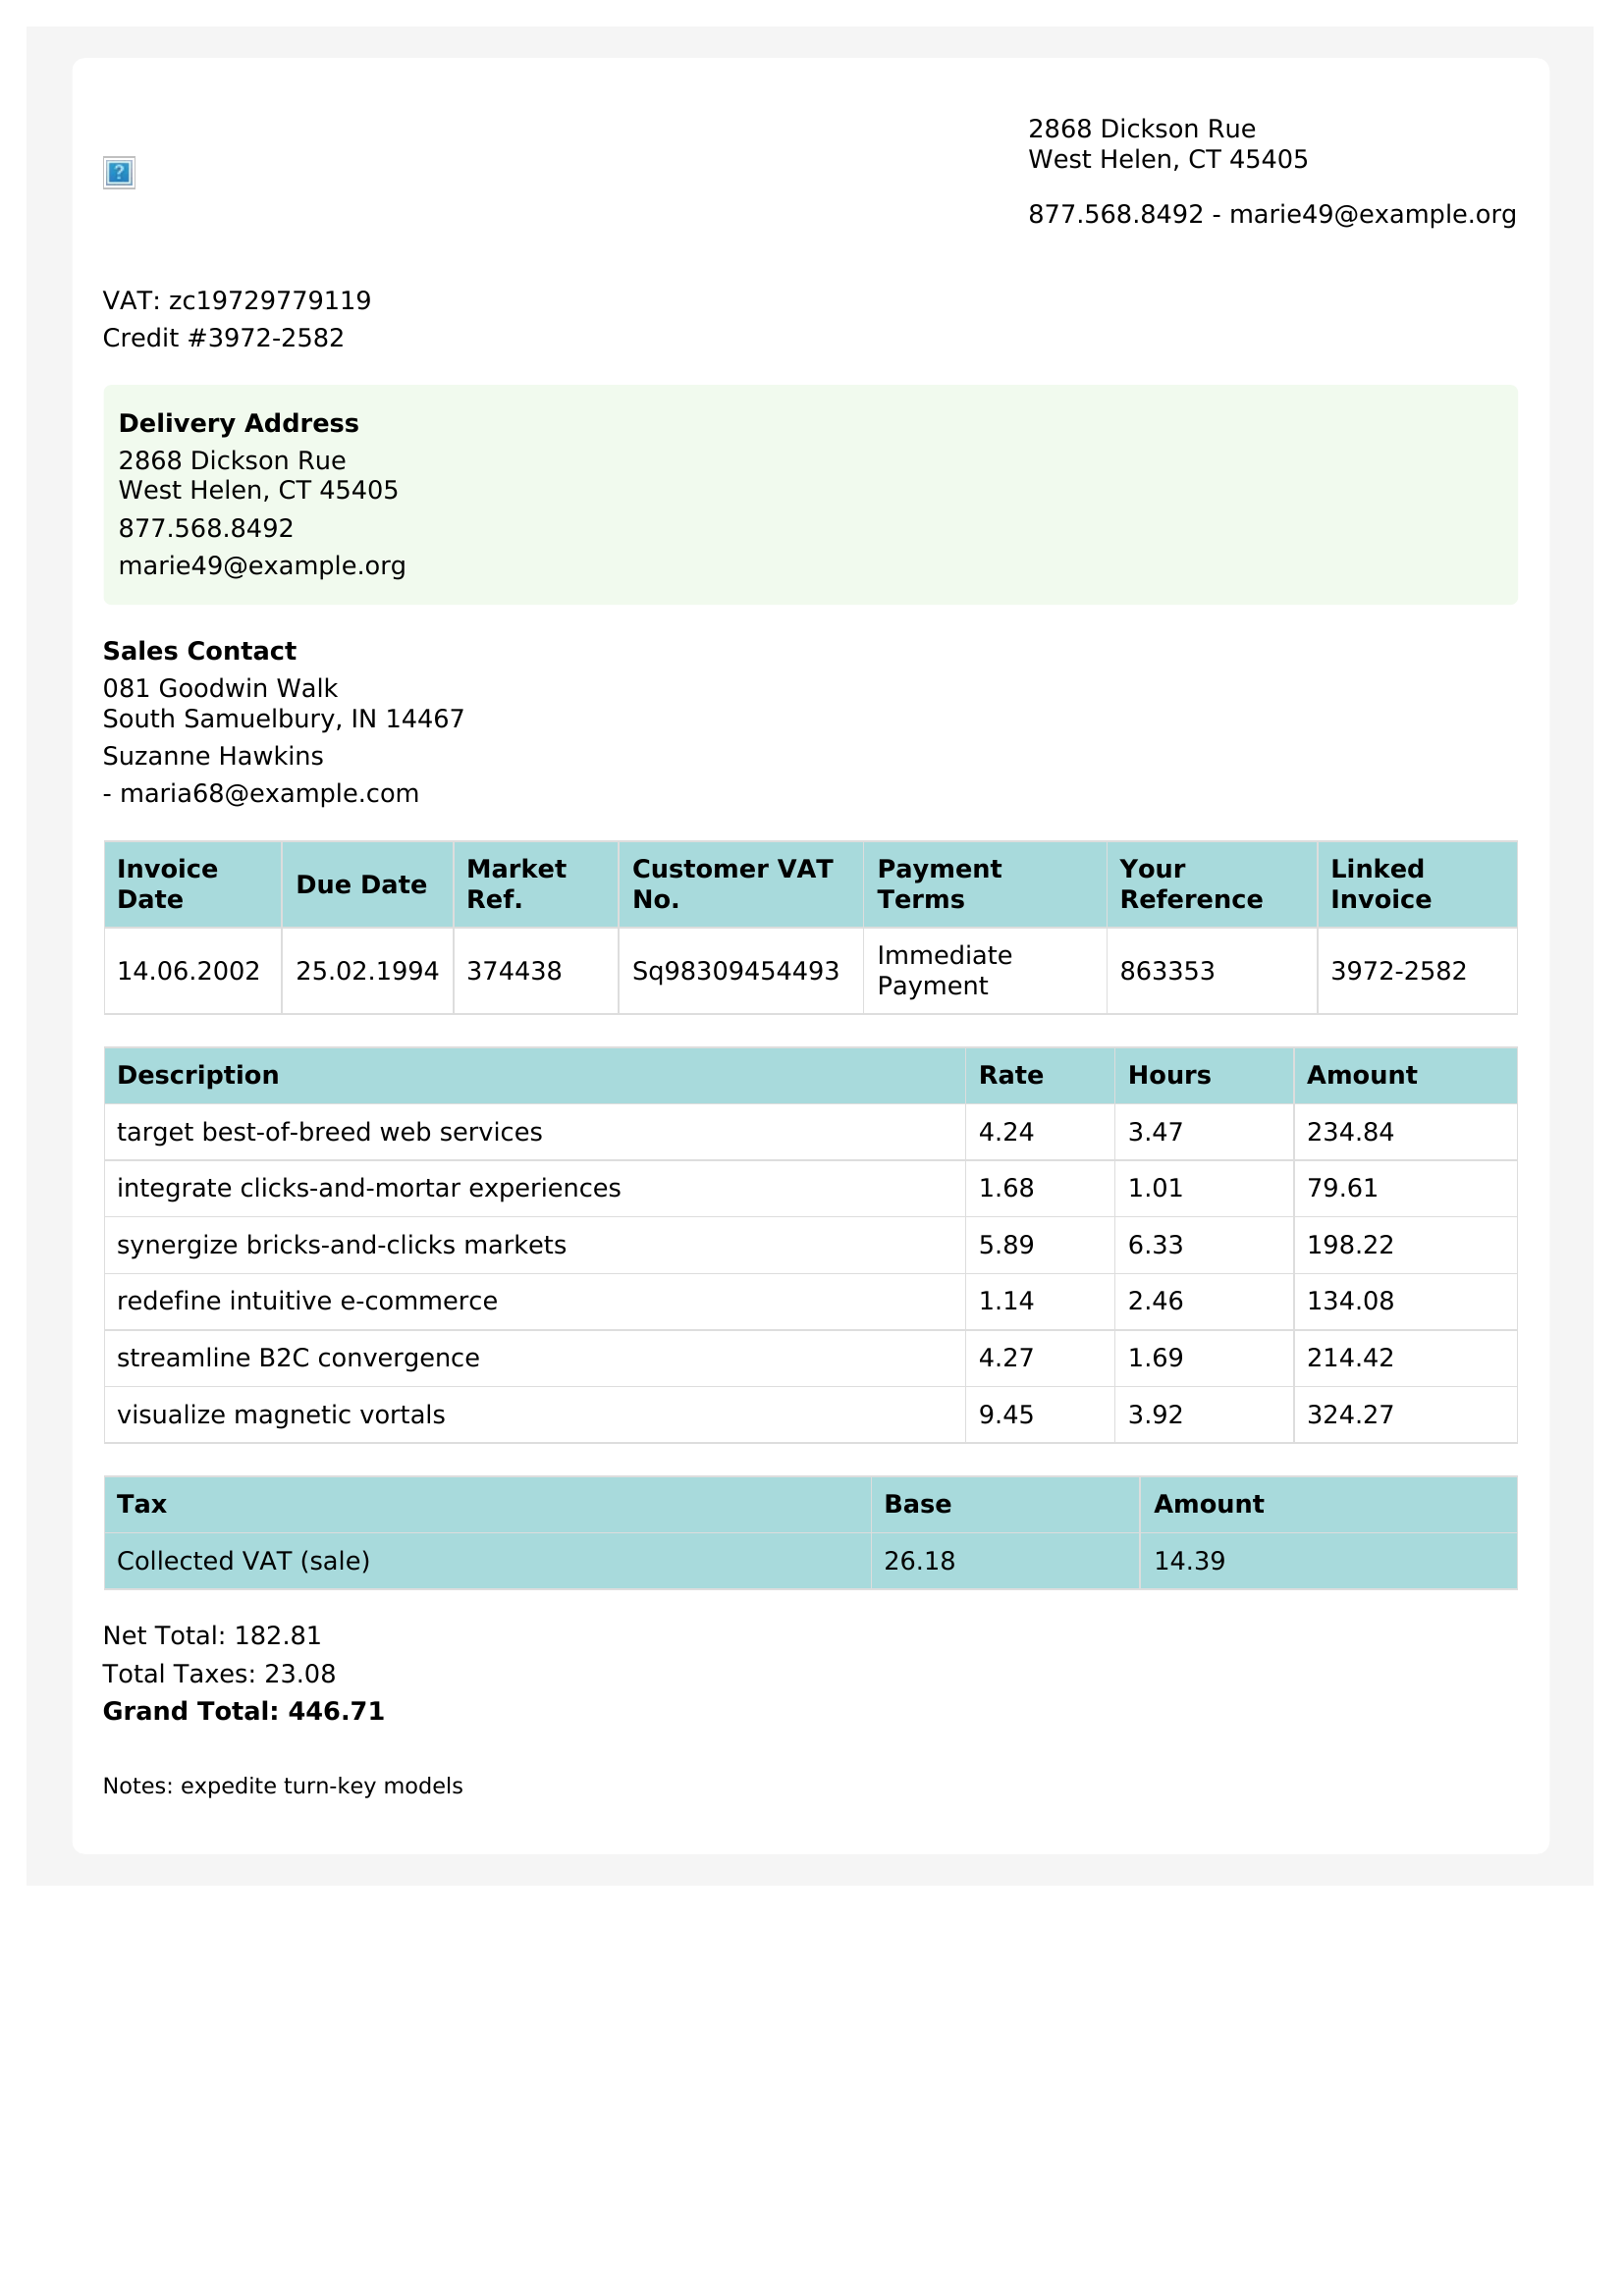 2868 Dickson Rue
West Helen, CT 45405
877.568.8492 - marie49@example.org
VAT: zc19729779119
Credit #3972-2582
Delivery Address
2868 Dickson Rue
West Helen, CT 45405
877.568.8492
marie49@example.org
Sales Contact
081 Goodwin Walk
South Samuelbury, IN 14467
Suzanne Hawkins
- maria68@example.com
Invoice Date Due Date Market Ref. Customer VAT No. Payment Terms Your Reference Linked Invoice
14.06.2002 25.02.1994 374438 Sq98309454493 Immediate Payment 863353 3972-2582
Description Rate Hours Amount
target best-of-breed web services 4.24 3.47 234.84
integrate clicks-and-mortar experiences 1.68 1.01 79.61
synergize bricks-and-clicks markets 5.89 6.33 198.22
redefine intuitive e-commerce 1.14 2.46 134.08
streamline B2C convergence 4.27 1.69 214.42
visualize magnetic vortals 9.45 3.92 324.27
Tax Base Amount
Collected VAT (sale) 26.18 14.39
Net Total: 182.81
Total Taxes: 23.08
Grand Total: 446.71
Notes: expedite turn-key models